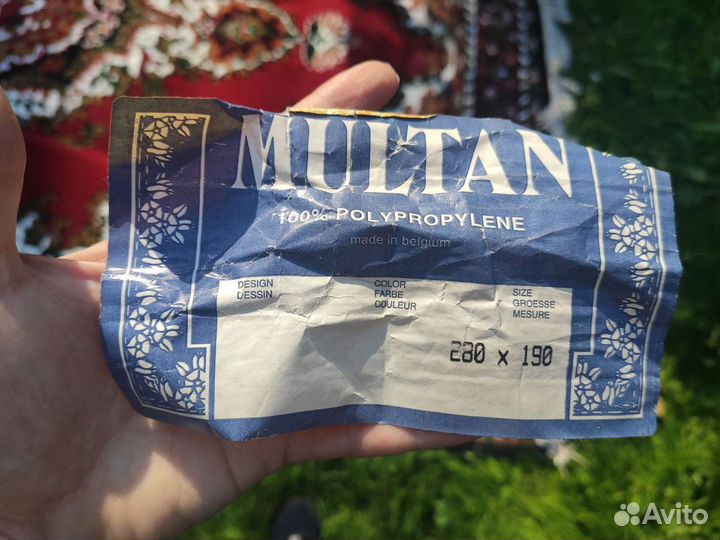 MULTAN
100% POLYPROPYLENE
made in belgium
DESIGN
DESSIN
COLOR
FARBE
COULEUR
SIZE
GROESSE
MESURE
280 x 190
Avito